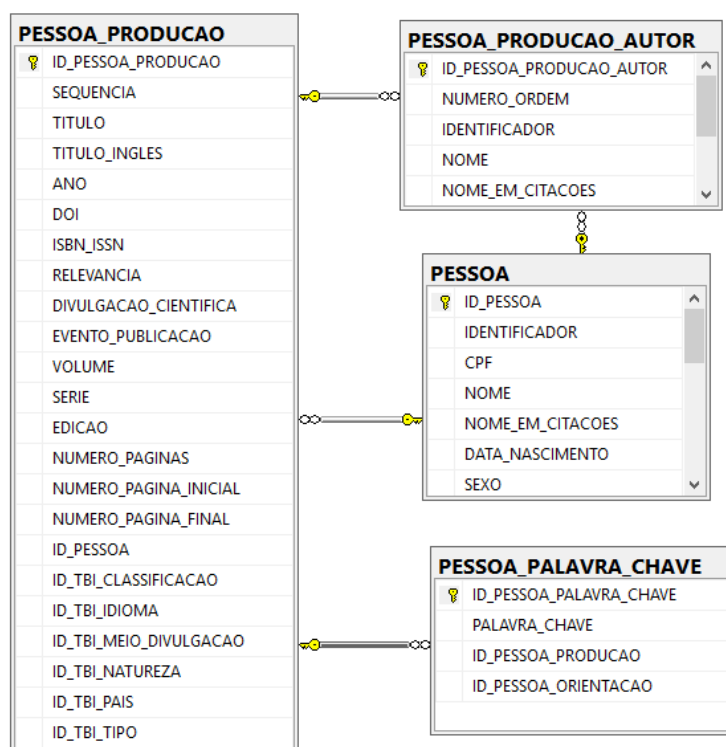 PESSOA_PRODUCAO
ID_PESSOA_PRODUCAO
SEQUENCIA
TITULO
TITULO_INGLES
ANO
DOI
ISBN_ISSN
RELEVANCIA
DIVULGACAO_CIENTIFICA
EVENTO_PUBLICACAO
VOLUME
SERIE
EDICAO
NUMERO_PAGINAS
NUMERO_PAGINA_INICIAL
NUMERO_PAGINA_FINAL
ID_PESSOA
ID_TBI_CLASSIFICACAO
ID_TBI_IDIOMA
ID_TBI_MEIO_DIVULGACAO
ID_TBI_NATUREZA
ID_TBI_PAIS
ID_TBI_TIPO
PESSOA_PRODUCAO_AUTOR
ID_PESSOA_PRODUCAO_AUTOR
NUMERO_ORDEM
IDENTIFICADOR
NOME
NOME_EM_CITACOES
PESSOA
ID_PESSOA
IDENTIFICADOR
CPF
NOME
NOME_EM_CITACOES
DATA_NASCIMENTO
SEXO
PESSOA_PALAVRA_CHAVE
ID_PESSOA_PALAVRA_CHAVE
PALAVRA_CHAVE
ID_PESSOA_PRODUCAO
ID_PESSOA_ORIENTACAO